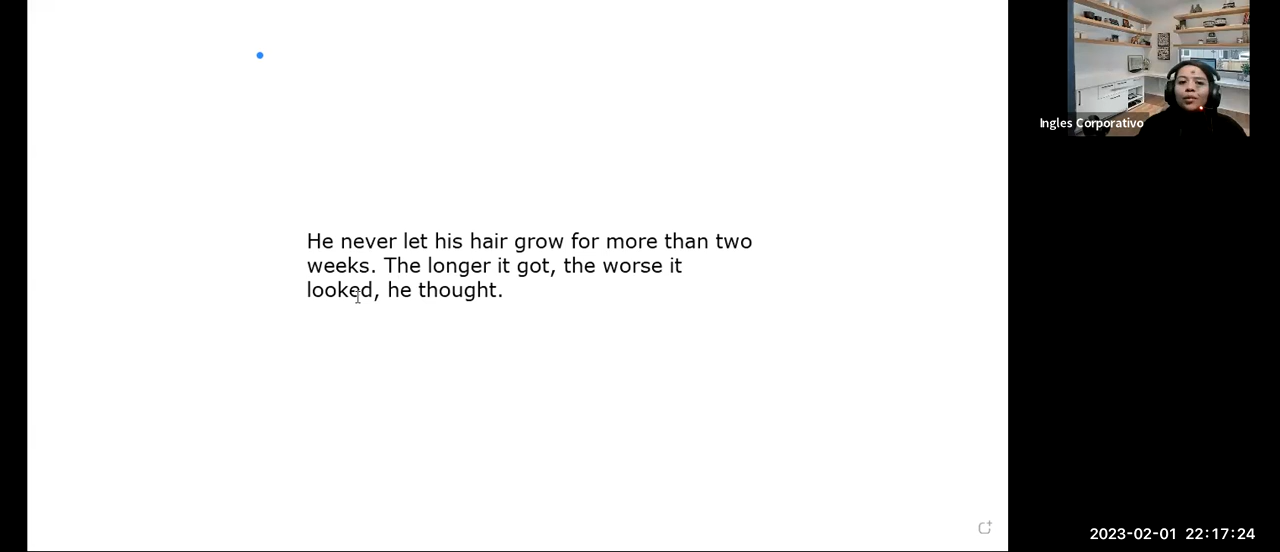 He never let his hair grow for more than two
weeks. The longer it got, the worse it
looked, he thought.
Ingles Corporativo
2023-02-01 22:17:24